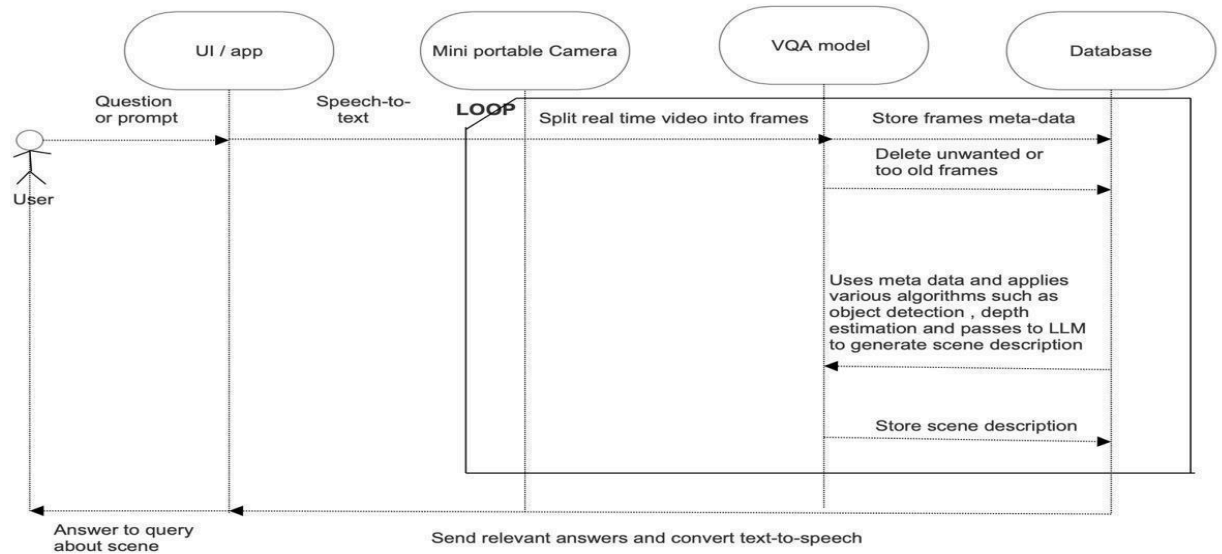 UI / app
Mini portable Camera
VQA model
Database
Question
or prompt
Speech-to-
text
LOOP
Split real time video into frames
Store frames meta-data
Delete unwanted or
too old frames
User
Uses meta data and applies
various algorithms such as
object detection , depth
estimation and passes to LLM
to generate scene description
Store scene description
Answer to query
about scene
Send relevant answers and convert text-to-speech